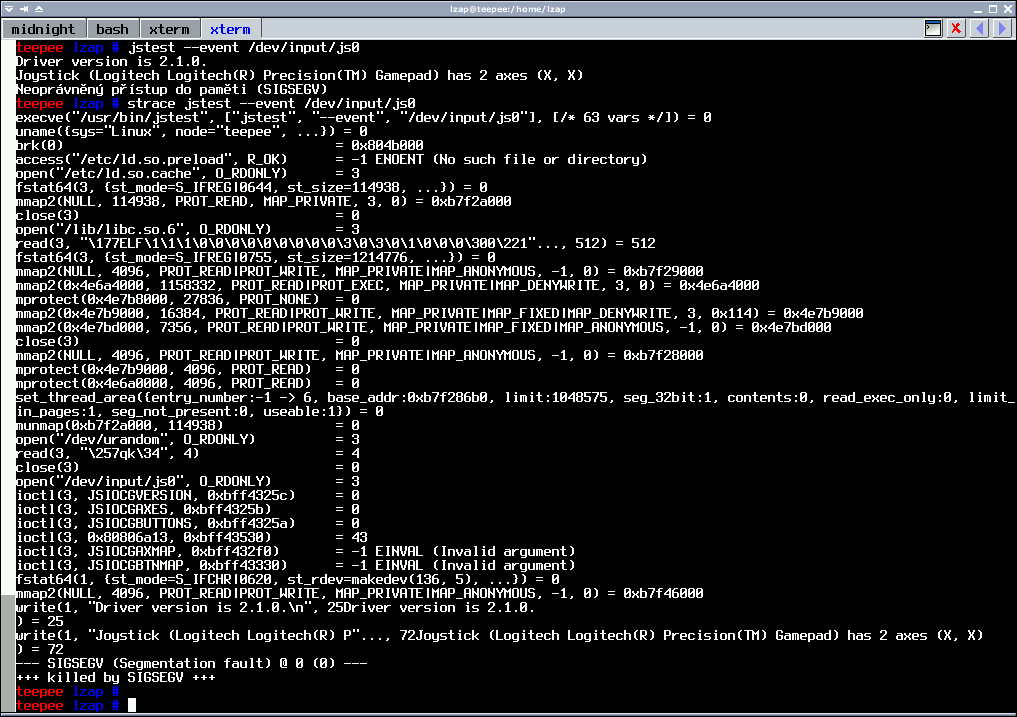 lzap@teepee:/home/lzap
midnight bash xterm xterm
teepee lzap # jstest --event /dev/input/js0
Driver version is 2.1.0.
Joystick (Logitech Logitech(R) Precision(TM) Gamepad) has 2 axes (X, X)
Neoprávněný přístup do paměti (SIGSEGV)
teepee lzap # strace jstest --event /dev/input/js0
execve("/usr/bin/jstest", ["jstest", "--event", "/dev/input/js0"], [/* 63 vars */]) = 0
uname({sys="Linux", node="teepee", ...}) = 0
brk(0)                                  = 0x804b000
access("/etc/ld.so.preload", R_OK)      = -1 ENOENT (No such file or directory)
open("/etc/ld.so.cache", O_RDONLY)      = 3
fstat64(3, {st_mode=S_IFREG|0644, st_size=114938, ...}) = 0
mmap2(NULL, 114938, PROT_READ, MAP_PRIVATE, 3, 0) = 0xb7f2a000
close(3)                                = 0
open("/lib/libc.so.6", O_RDONLY)        = 3
read(3, "\177ELF\1\1\1\0\0\0\0\0\0\0\0\0\3\0\3\0\1\0\0\0\300\221"..., 512) = 512
fstat64(3, {st_mode=S_IFREG|0755, st_size=1214776, ...}) = 0
mmap2(NULL, 4096, PROT_READ|PROT_WRITE, MAP_PRIVATE|MAP_ANONYMOUS, -1, 0) = 0xb7f29000
mmap2(0x4e6a4000, 1158332, PROT_READ|PROT_EXEC, MAP_PRIVATE|MAP_DENYWRITE, 3, 0) = 0x4e6a4000
mprotect(0x4e7b8000, 27836, PROT_NONE)  = 0
mmap2(0x4e7b9000, 16384, PROT_READ|PROT_WRITE, MAP_PRIVATE|MAP_FIXED|MAP_DENYWRITE, 3, 0x114) = 0x4e7b9000
mmap2(0x4e7bd000, 7356, PROT_READ|PROT_WRITE, MAP_PRIVATE|MAP_FIXED|MAP_ANONYMOUS, -1, 0) = 0x4e7bd000
close(3)                                = 0
mmap2(NULL, 4096, PROT_READ|PROT_WRITE, MAP_PRIVATE|MAP_ANONYMOUS, -1, 0) = 0xb7f28000
mprotect(0x4e7b9000, 4096, PROT_READ)   = 0
mprotect(0x4e6a0000, 4096, PROT_READ)   = 0
set_thread_area({entry_number:-1 -> 6, base_addr:0xb7f286b0, limit:1048575, seg_32bit:1, contents:0, read_exec_only:0, limit_
in_pages:1, seg_not_present:0, useable:1}) = 0
munmap(0xb7f2a000, 114938)              = 0
open("/dev/urandom", O_RDONLY)          = 3
read(3, "\257qk\34", 4)                 = 4
close(3)                                = 0
open("/dev/input/js0", O_RDONLY)        = 3
ioctl(3, JSIOCGVERSION, 0xbff4325c)     = 0
ioctl(3, JSIOCGAXES, 0xbff4325b)        = 0
ioctl(3, JSIOCGBUTTONS, 0xbff4325a)     = 0
ioctl(3, 0x80806a13, 0xbff43530)        = 43
ioctl(3, JSIOCGAXMAP, 0xbff432f0)       = -1 EINVAL (Invalid argument)
ioctl(3, JSIOCGBTNMAP, 0xbff43330)      = -1 EINVAL (Invalid argument)
fstat64(1, {st_mode=S_IFCHR|0620, st_rdev=makedev(136, 5), ...}) = 0
mmap2(NULL, 4096, PROT_READ|PROT_WRITE, MAP_PRIVATE|MAP_ANONYMOUS, -1, 0) = 0xb7f46000
write(1, "Driver version is 2.1.0.\n", 25Driver version is 2.1.0.
) = 25
write(1, "Joystick (Logitech Logitech(R) P"..., 72Joystick (Logitech Logitech(R) Precision(TM) Gamepad) has 2 axes (X, X)
) = 72
--- SIGSEGV (Segmentation fault) @ 0 (0) ---
+++ killed by SIGSEGV +++
teepee lzap #
teepee lzap #